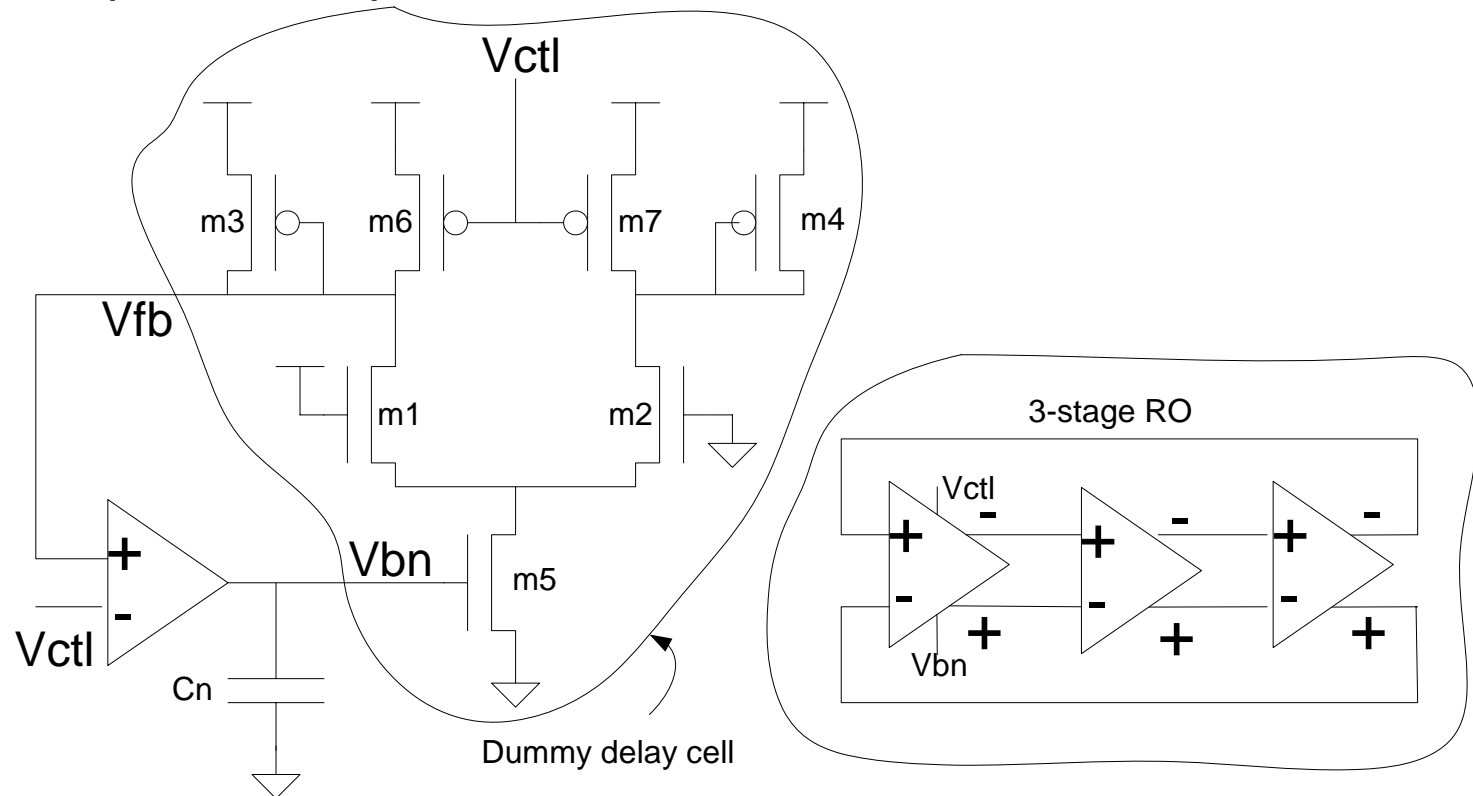 Vctl
m3
m6
m7
m4
Vfb
m1
m2
3-stage RO
Vctl
-
-
-
+
+
+
+
Vbn
m5
-
-
-
-
Vctl
+
+
+
Vbn
Cn
Dummy delay cell